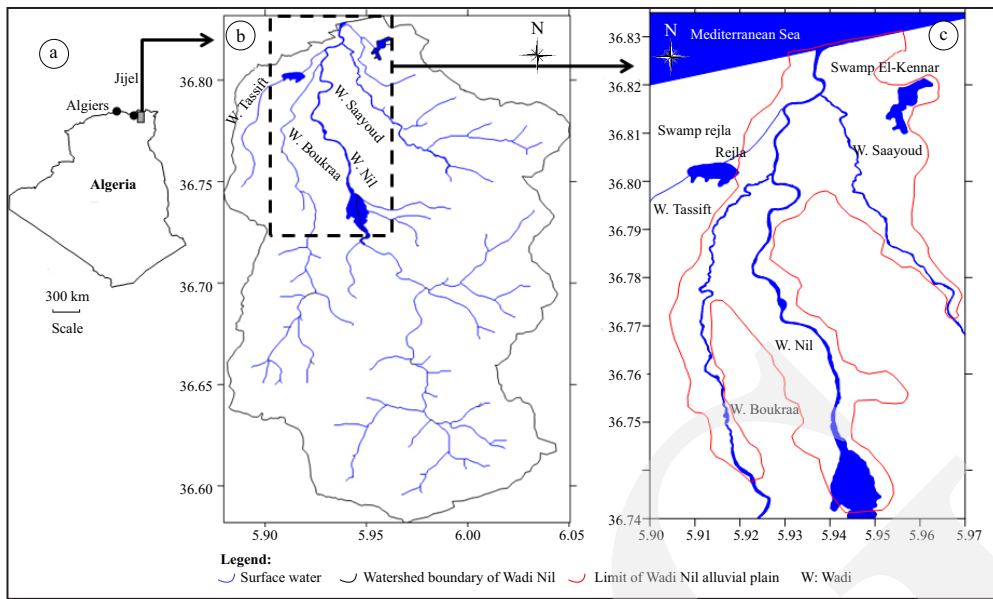 a
Jijel
Algiers
Algeria
300 km
Scale
b
N
36.80
36.75
36.70
36.65
36.60
5.90
5.95
6.00
6.05
W. Tassift
W. Saayoud
W. Boukraa
W. Nil
c
N
Mediterranean Sea
Swamp El-Kennar
Swamp rejla
Rejla
W. Saayoud
W. Tassift
W. Nil
W. Boukraa
36.83
36.82
36.81
36.80
36.79
36.78
36.77
36.76
36.75
36.74
5.90 5.91 5.92 5.93 5.94 5.95 5.96 5.97
Legend:
Surface water Watershed boundary of Wadi Nil Limit of Wadi Nil alluvial plain W: Wadi